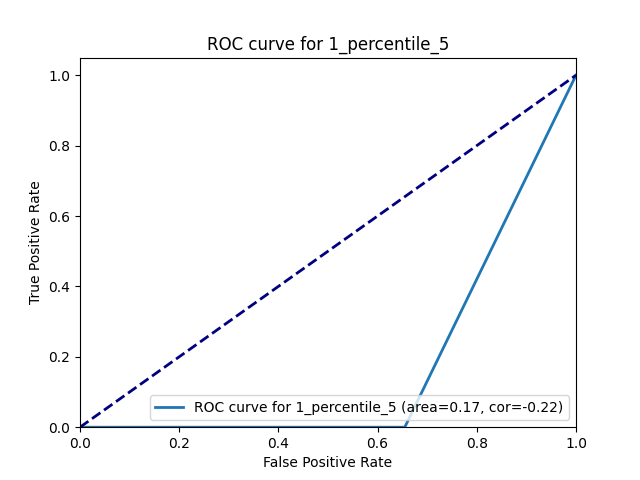 ROC curve for 1_percentile_5
True Positive Rate
1.0
0.8
0.6
0.4
0.2
0.0
ROC curve for 1_percentile_5 (area=0.17, cor=-0.22)
0.0 0.2 0.4 0.6 0.8 1.0
False Positive Rate